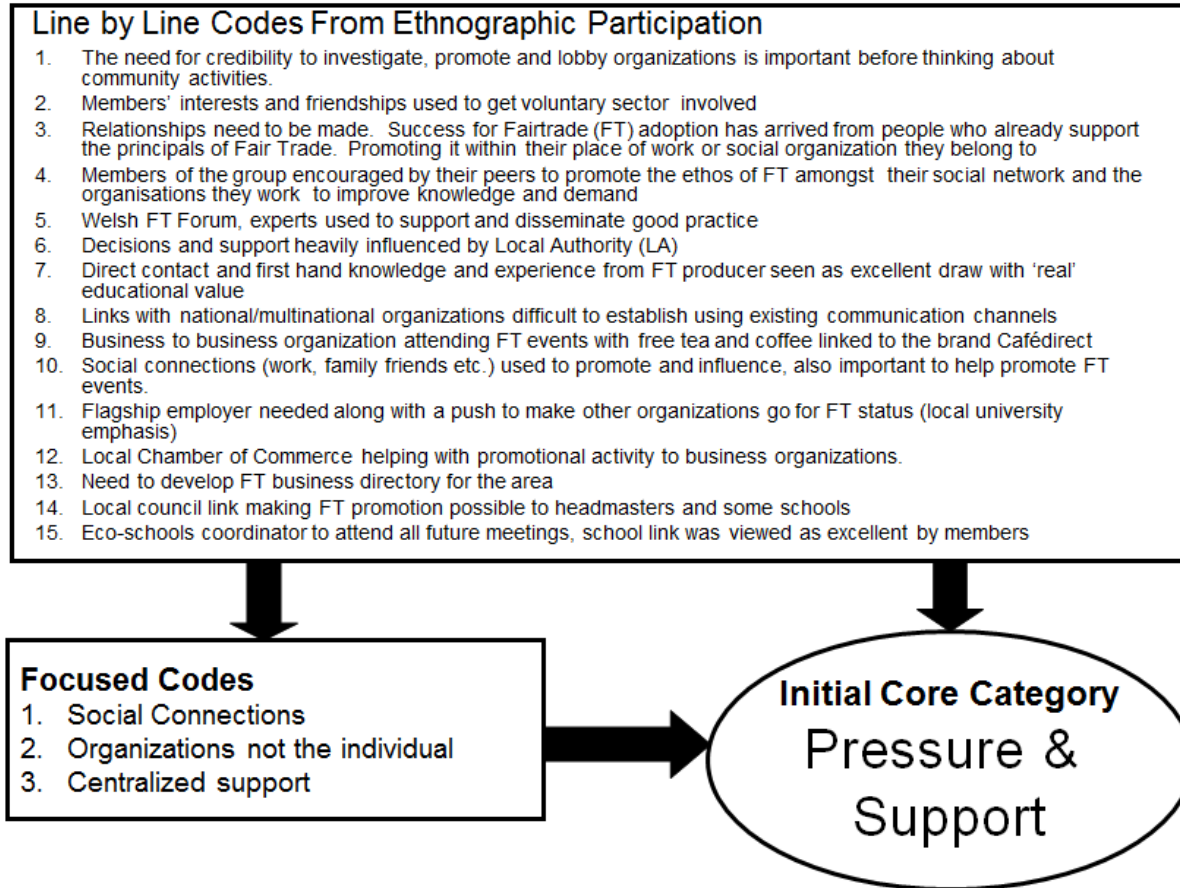 Line by Line Codes From Ethnographic Participation
1. The need for credibility to investigate, promote and lobby organizations is important before thinking about
community activities.
2. Members' interests and friendships used to get voluntary sector involved
3. Relationships need to be made. Success for Fairtrade (FT) adoption has arrived from people who already support
the principals of Fair Trade. Promoting it within their place of work or social organization they belong to
4. Members of the group encouraged by their peers to promote the ethos of FT amongst their social network and the
organisations they work to improve knowledge and demand
5. Welsh FT Forum, experts used to support and disseminate good practice
6. Decisions and support heavily influenced by Local Authority (LA)
7. Direct contact and first hand knowledge and experience from FT producer seen as excellent draw with 'real'
educational value
8. Links with national/multinational organizations difficult to establish using existing communication channels
9. Business to business organization attending FT events with free tea and coffee linked to the brand Cafédirect
10. Social connections (work, family friends etc.) used to promote and influence, also important to help promote FT
events.
11. Flagship employer needed along with a push to make other organizations go for FT status (local university
emphasis)
12. Local Chamber of Commerce helping with promotional activity to business organizations.
13. Need to develop FT business directory for the area
14. Local council link making FT promotion possible to headmasters and some schools
15. Eco-schools coordinator to attend all future meetings, school link was viewed as excellent by members
Focused Codes
1. Social Connections
2. Organizations not the individual
3. Centralized support
Initial Core Category
Pressure &
Support